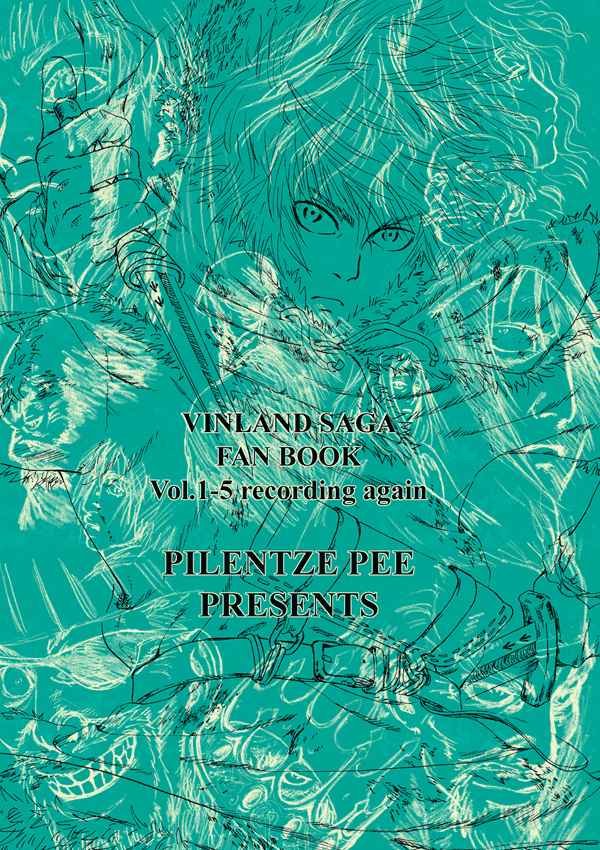 VINLAND SAGA
FAN BOOK
Vol.1-5 recording again
PILENTZE PEE
PRESENTS